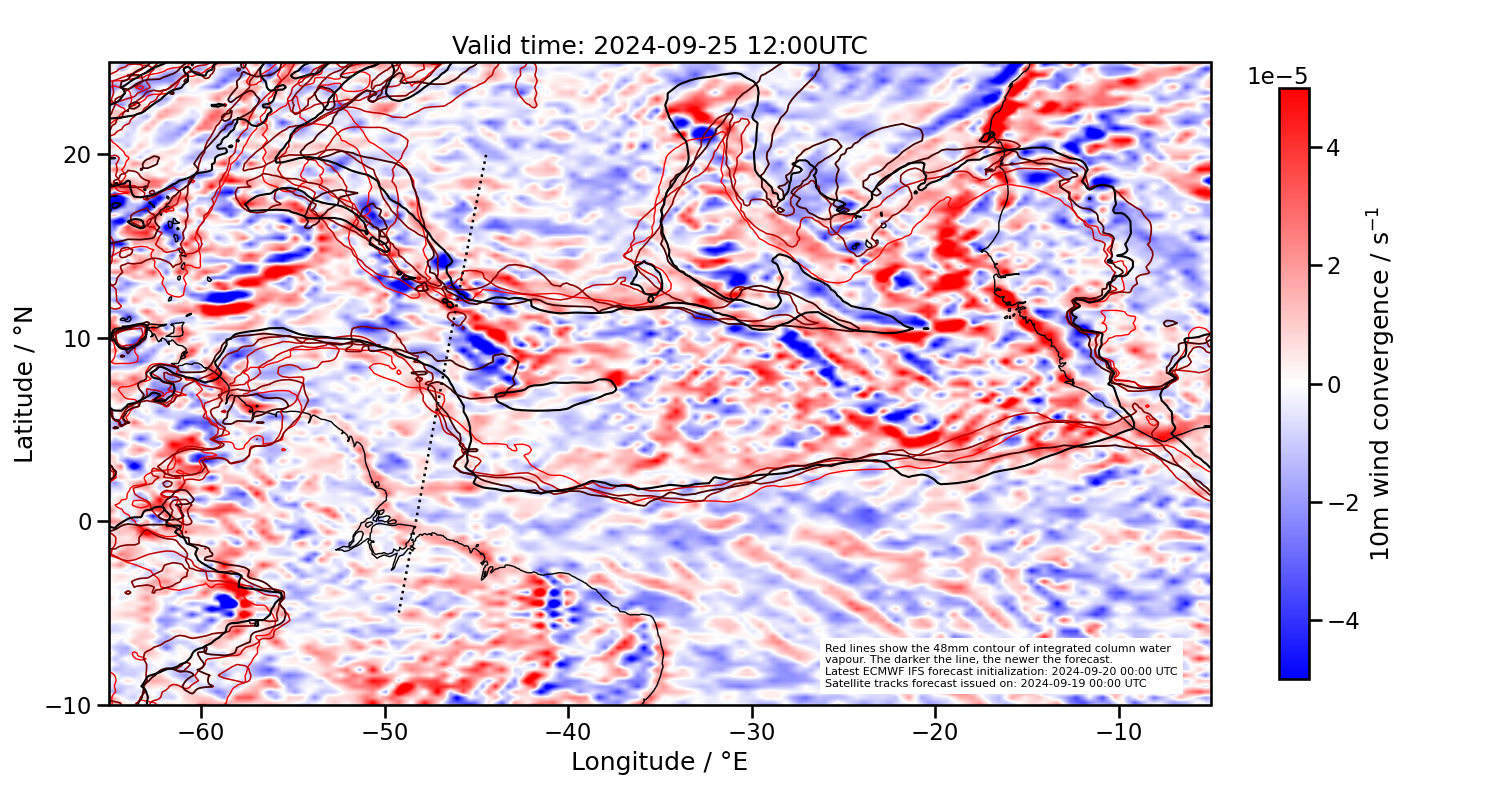 Valid time: 2024-09-25 12:00UTC
1e−5
Latitude / °N
20
10
0
−10
−60
−50
−40
−30
−20
−10
Longitude / °E
4
2
0
−2
−4
10m wind convergence / s⁻¹
Red lines show the 48mm contour of integrated column water
vapour. The darker the line, the newer the forecast.
Latest ECMWF IFS forecast initialization: 2024-09-20 00:00 UTC
Satellite tracks forecast issued on: 2024-09-19 00:00 UTC